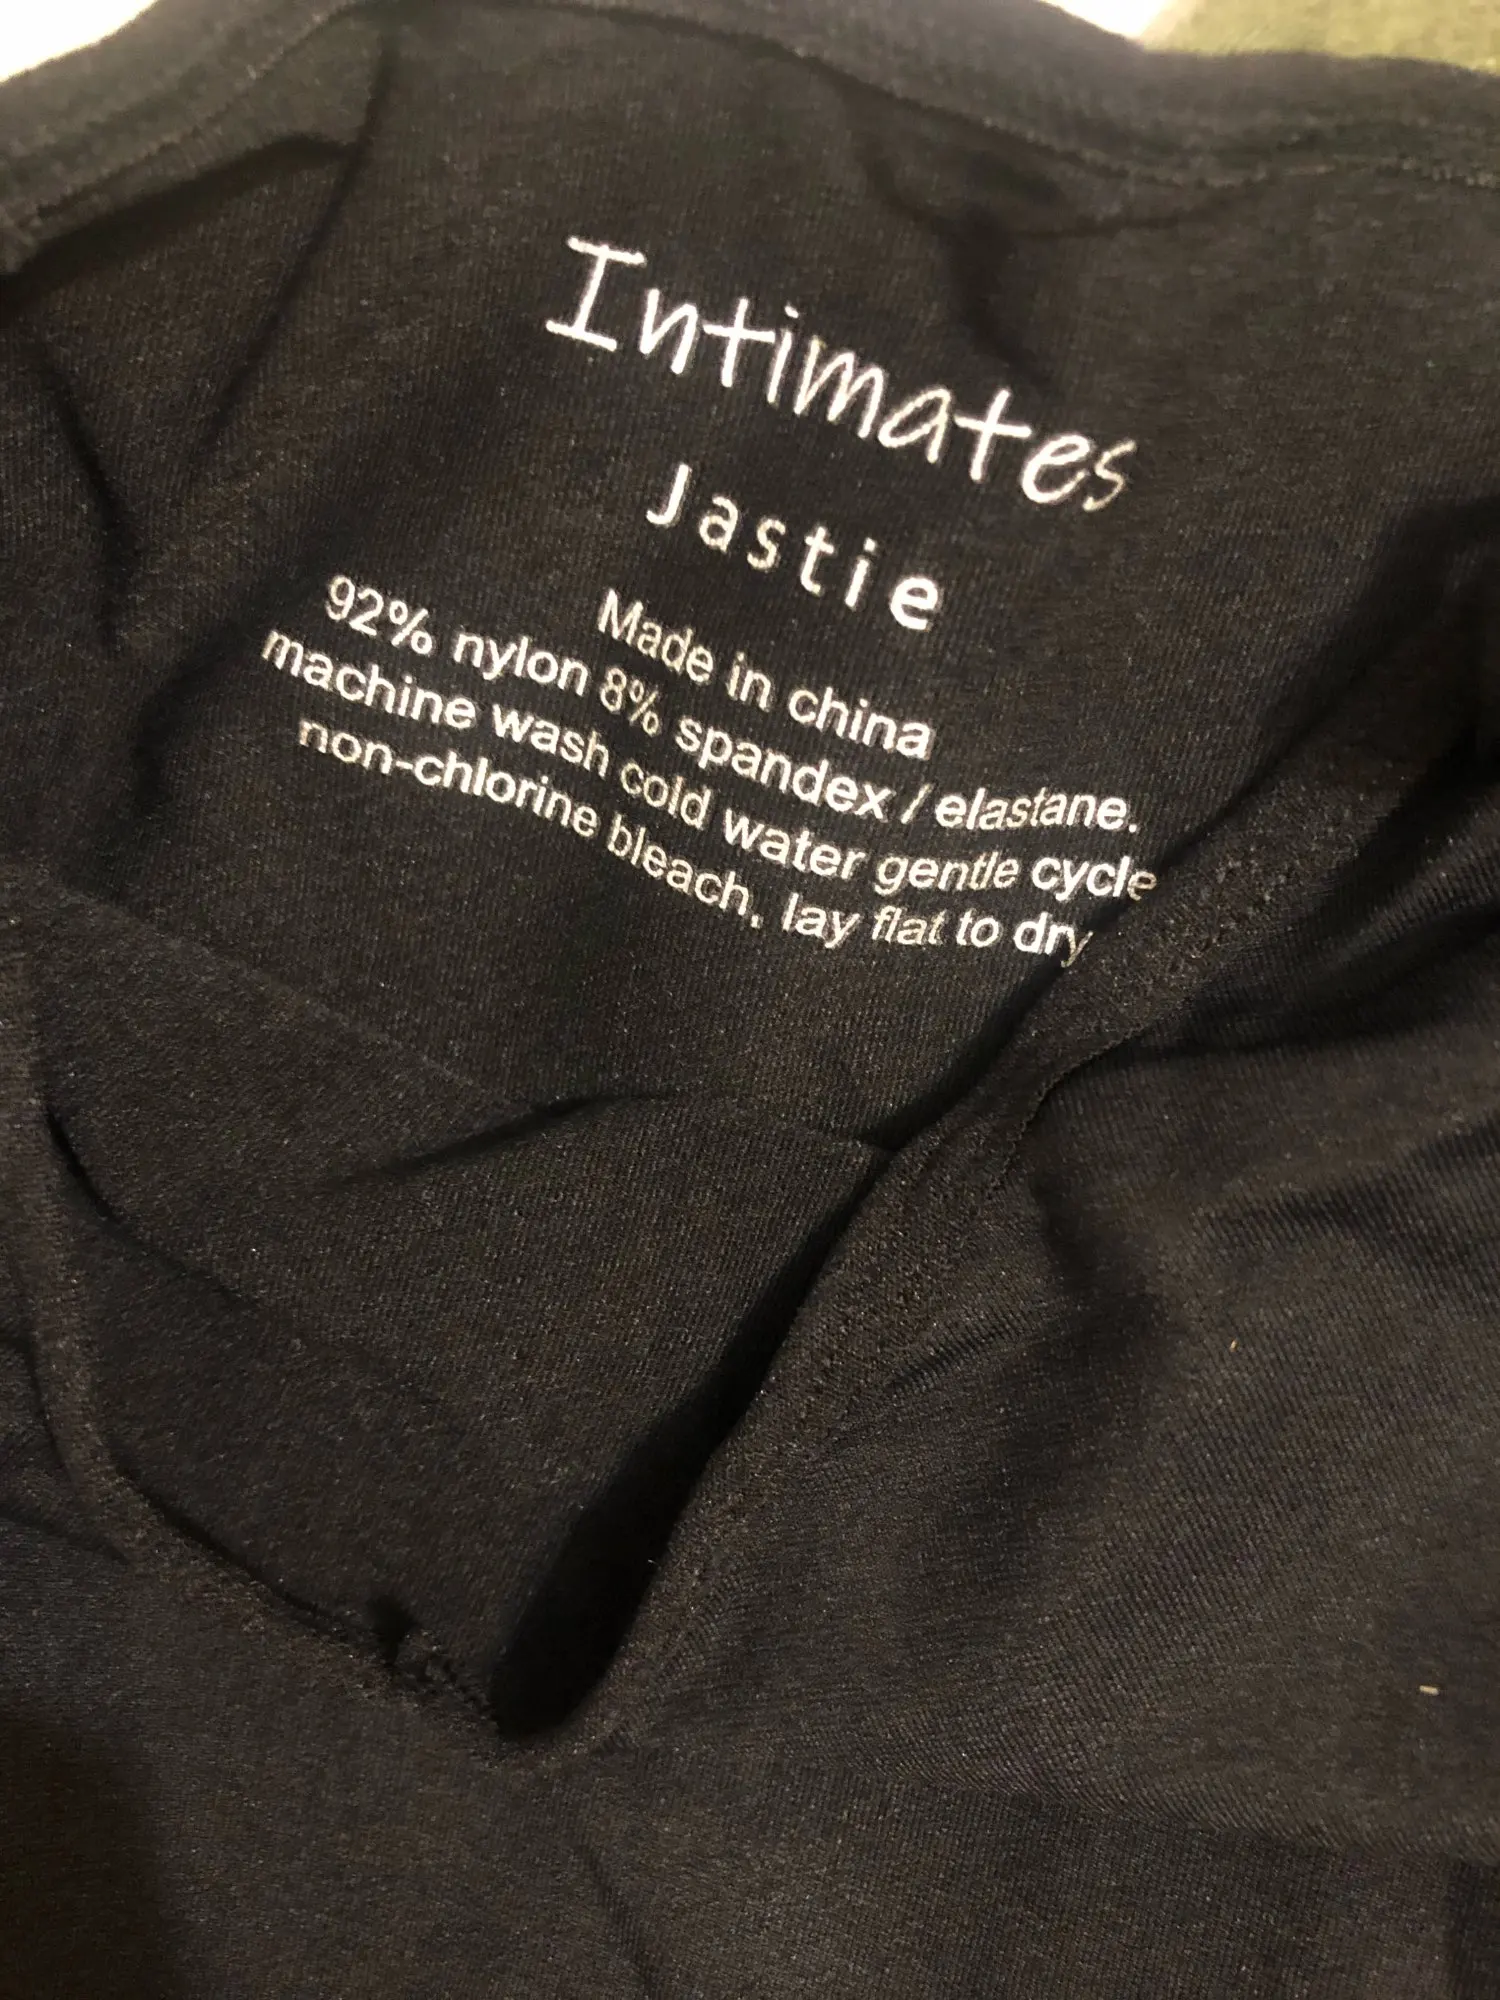 Intimates
Jastie
Made in china
92% nylon 8% spandex / elastane.
machine wash cold water gentle cycle
non-chlorine bleach, lay flat to dry